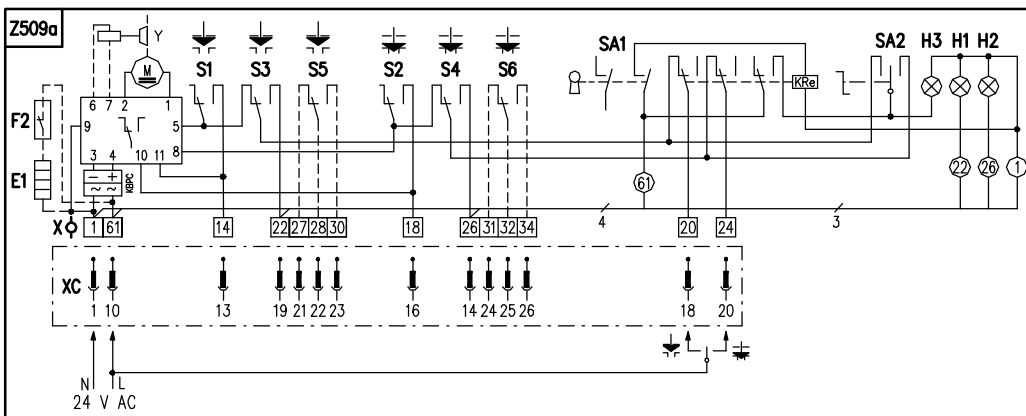 Z509a
Y
S1 S3 S5 S2 S4 S6 SA1 SA2 H3 H1 H2
M
KRe
6 7 2 1
F2
9 5
8
3 4 10 11
E1
− +
~ ~
KBPC
61 22 26 1
X 1 61 14 22 27 28 30 18 26 31 32 34 4 20 24 3
XC
1 10 13 19 21 22 23 16 14 24 25 26 18 20
N L
24 V AC